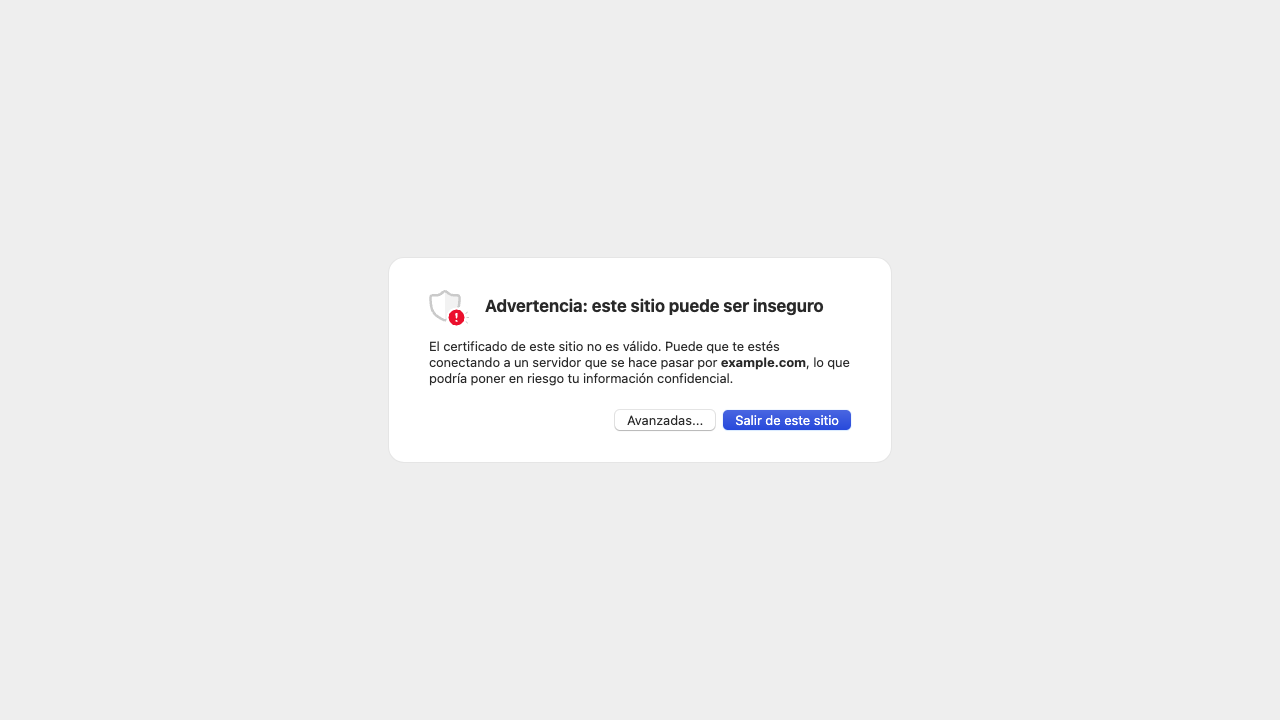 Advertencia: este sitio puede ser inseguro
El certificado de este sitio no es válido. Puede que te estés
conectando a un servidor que se hace pasar por example.com, lo que
podría poner en riesgo tu información confidencial.
Avanzadas...
Salir de este sitio